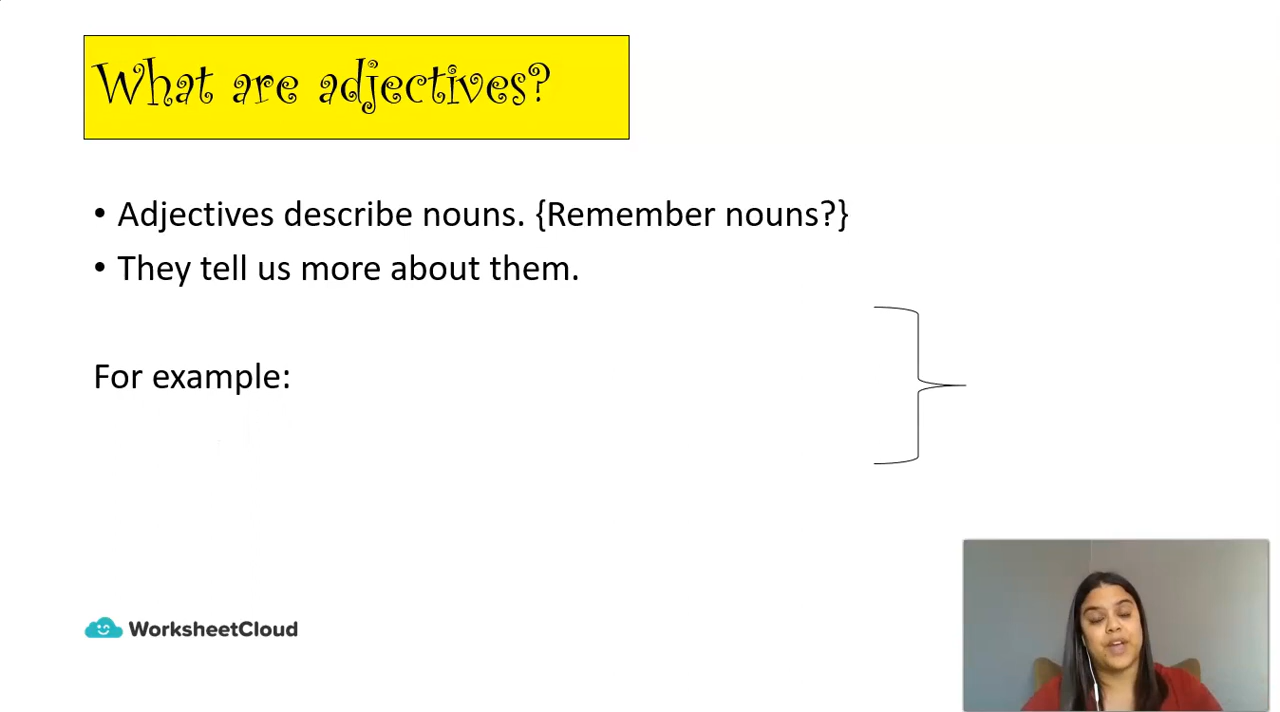 What are adjectives?
• Adjectives describe nouns. {Remember nouns?}
• They tell us more about them.
For example:
WorksheetCloud